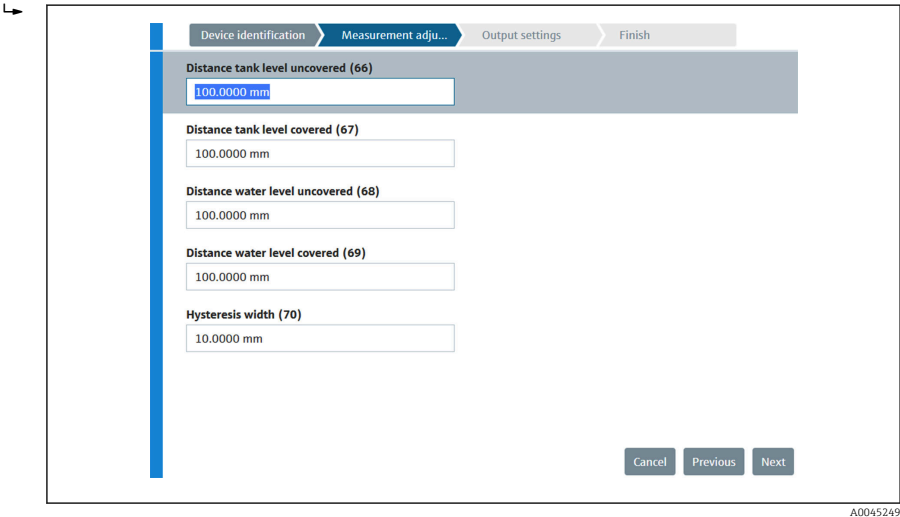 Device identification Measurement adju... Output settings Finish
Distance tank level uncovered (66)
100.0000 mm
Distance tank level covered (67)
100.0000 mm
Distance water level uncovered (68)
100.0000 mm
Distance water level covered (69)
100.0000 mm
Hysteresis width (70)
10.0000 mm
Cancel Previous Next
A0045249